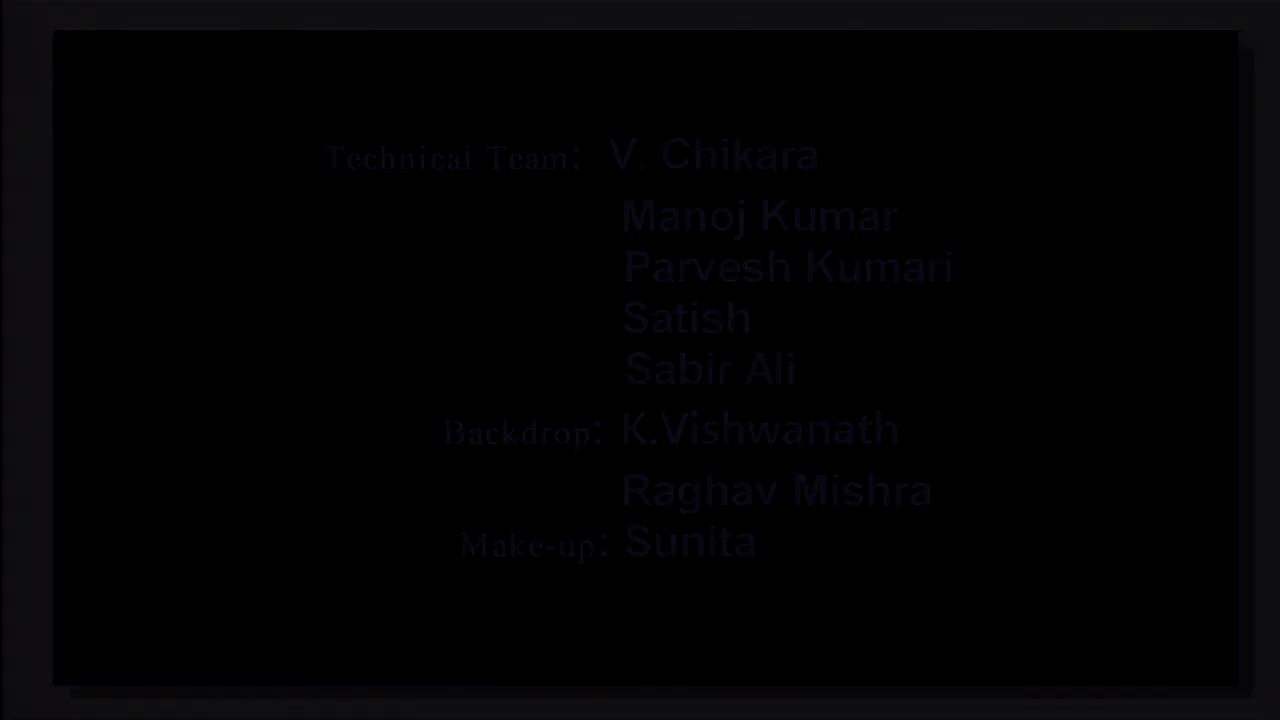 Technical Team: V. Chikara
Manoj Kumar
Parvesh Kumari
Satish
Sabir Ali
Backdrop: K.Vishwanath
Raghav Mishra
Make-up: Sunita